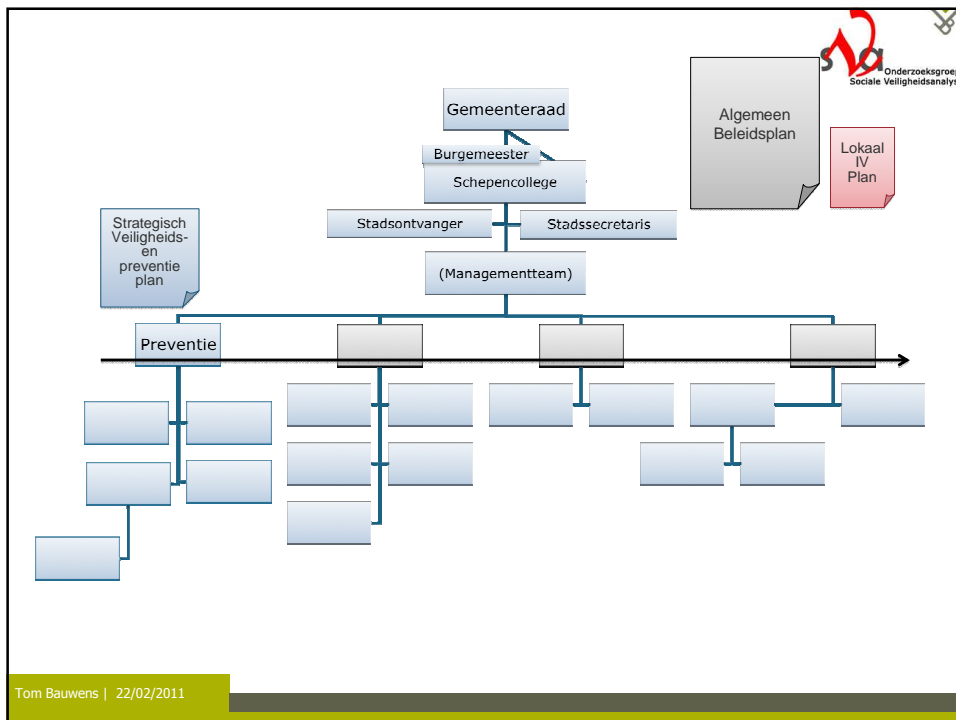 sva
Onderzoeksgroep
Sociale Veiligheidsanalyse
Algemeen
Beleidsplan
Lokaal
IV
Plan
Gemeenteraad
Burgemeester
Schepencollege
Stadsontvanger
Stadssecretaris
(Managementteam)
Strategisch
Veiligheids-
en
preventie
plan
Preventie
Tom Bauwens | 22/02/2011